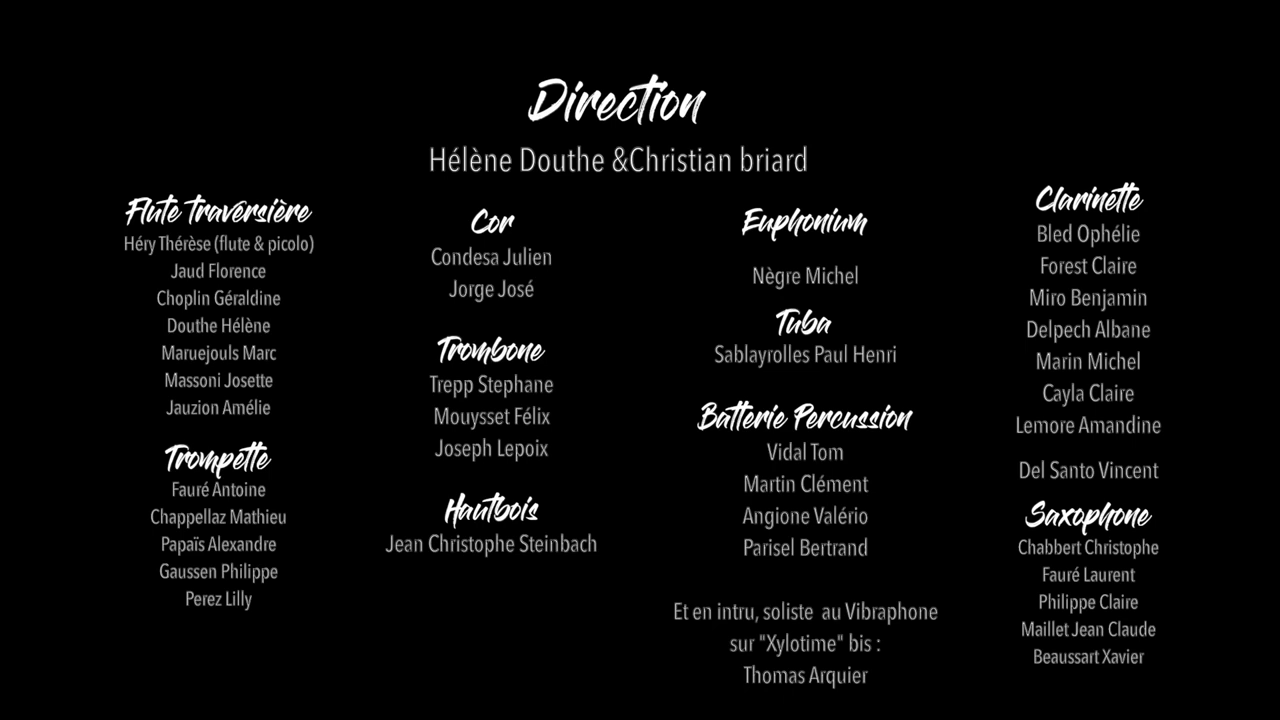 Direction
Hélène Douthe &Christian briard
Flute traversière
Héry Thérèse (flute & picolo)
Jaud Florence
Choplin Géraldine
Douthe Hélène
Maruejouls Marc
Massoni Josette
Jauzion Amélie
Trompette
Fauré Antoine
Chappellaz Mathieu
Papaïs Alexandre
Gaussen Philippe
Perez Lilly
Cor
Condesa Julien
Jorge José
Trombone
Trepp Stephane
Mouysset Félix
Joseph Lepoix
Hautbois
Jean Christophe Steinbach
Euphonium
Nègre Michel
Tuba
Sablayrolles Paul Henri
Batterie Percussion
Vidal Tom
Martin Clément
Angione Valério
Parisel Bertrand
Et en intru, soliste au Vibraphone
sur "Xylotime" bis :
Thomas Arquier
Clarinette
Bled Ophélie
Forest Claire
Miro Benjamin
Delpech Albane
Marin Michel
Cayla Claire
Lemore Amandine
Del Santo Vincent
Saxophone
Chabbert Christophe
Fauré Laurent
Philippe Claire
Maillet Jean Claude
Beaussart Xavier